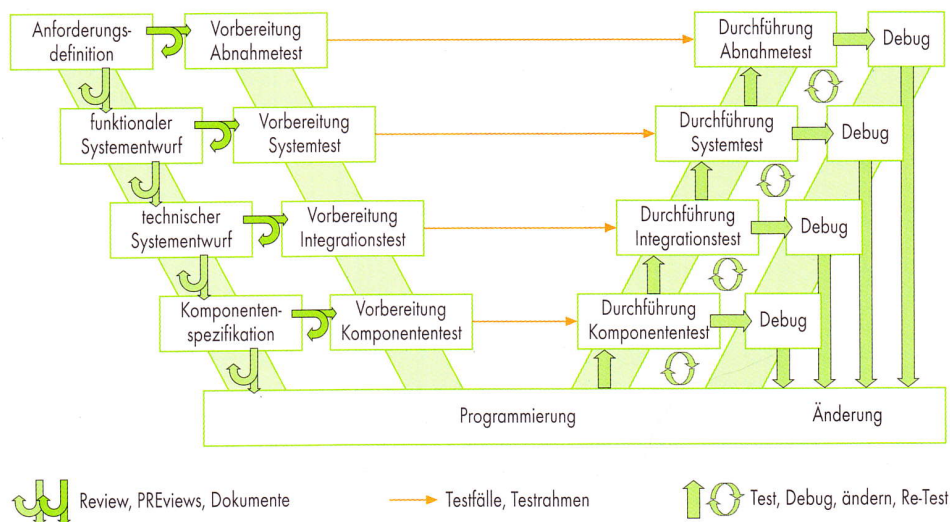 Anforderungs-
definition
Vorbereitung
Abnahmetest
Durchführung
Abnahmetest
Debug
funktionaler
Systementwurf
Vorbereitung
Systemtest
Durchführung
Systemtest
Debug
technischer
Systementwurf
Vorbereitung
Integrationstest
Durchführung
Integrationstest
Debug
Komponenten-
spezifikation
Vorbereitung
Komponententest
Durchführung
Komponententest
Debug
Programmierung
Änderung
Review, PREviews, Dokumente
Testfälle, Testrahmen
Test, Debug, ändern, Re-Test